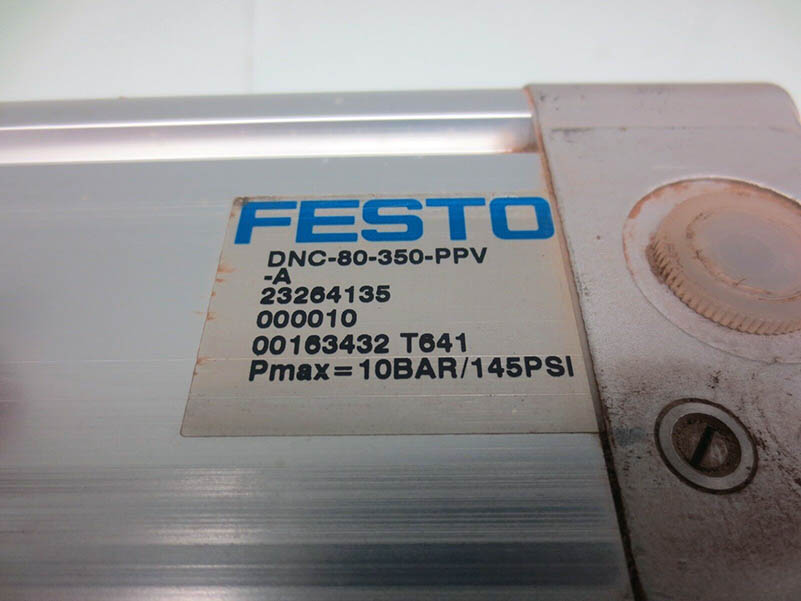 FESTO
DNC-80-350-PPV
-A
23264135
000010
00163432 T641
Pmax=10BAR/145PSI